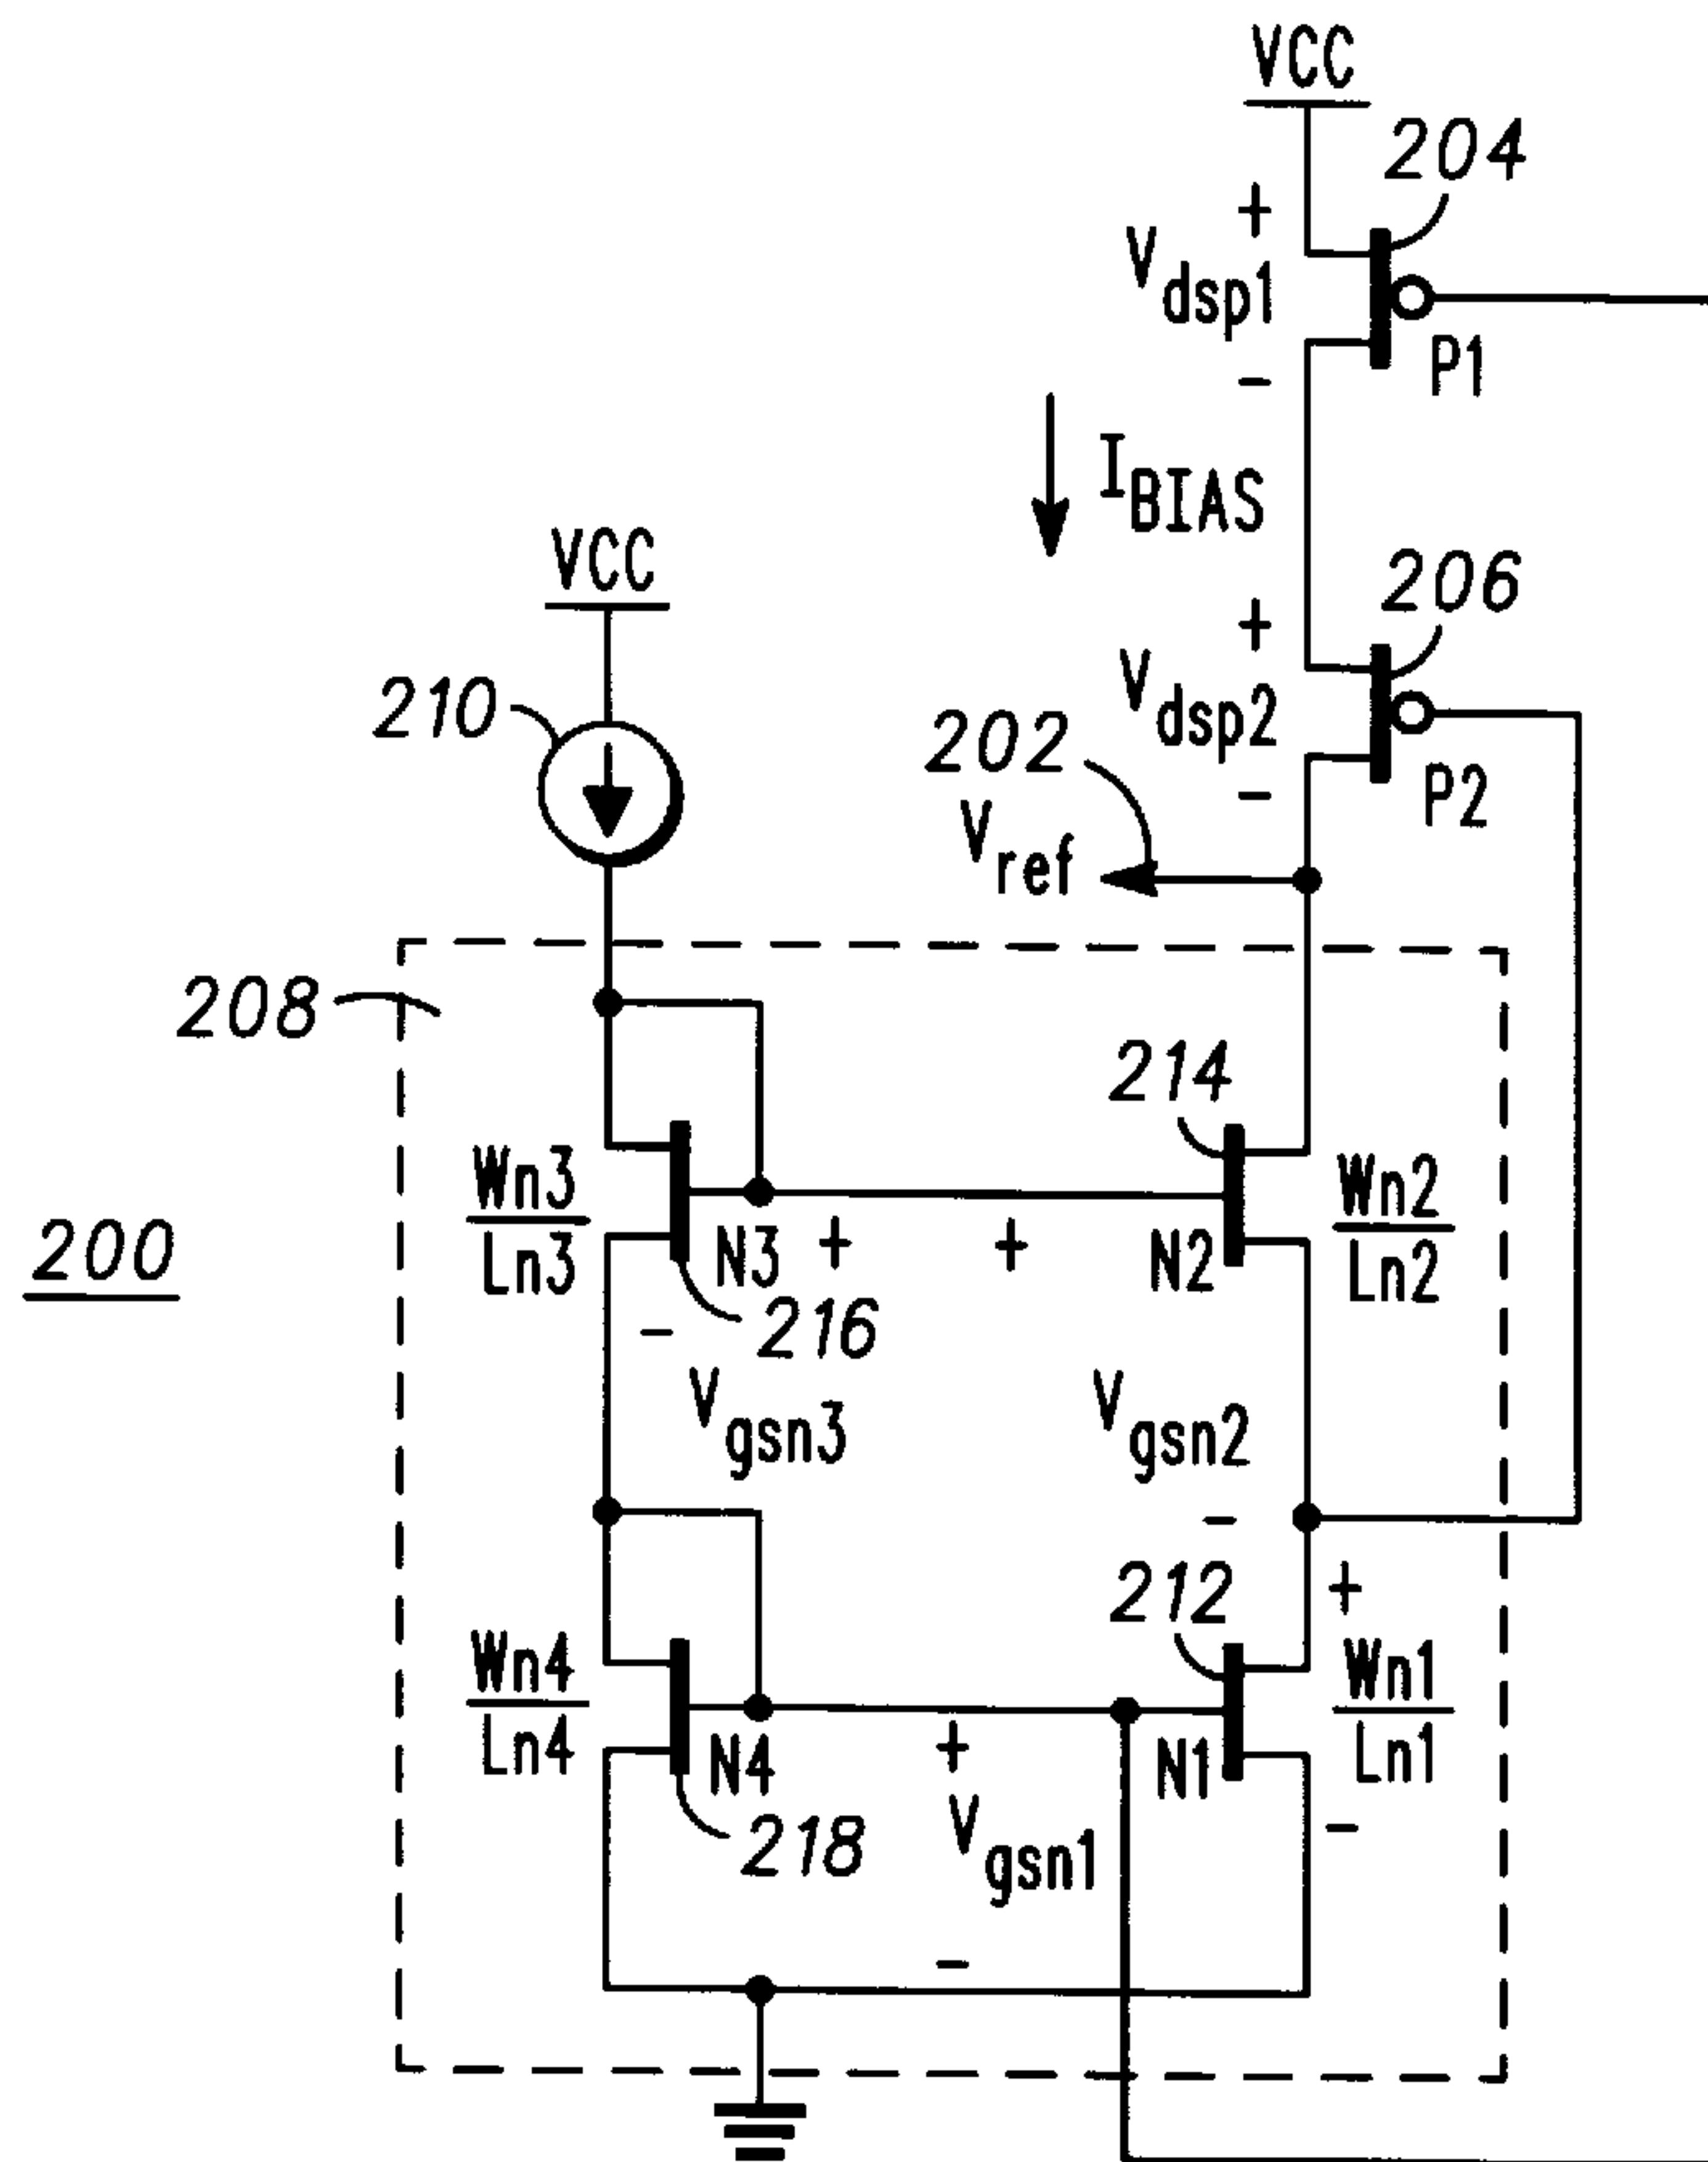 VCC
204
+
Vdsp1
-
P1
IBIAS
VCC
206
+
210
Vdsp2
202
-
P2
Vref
208
214
Wn3
Ln3
N3
+
+
N2
Wn2
Ln2
200
216
-
Vgsn3
Vgsn2
-
212
+
Wn4
Ln4
N4
+
N1
Wn1
Ln1
218
Vgsn1
-
-